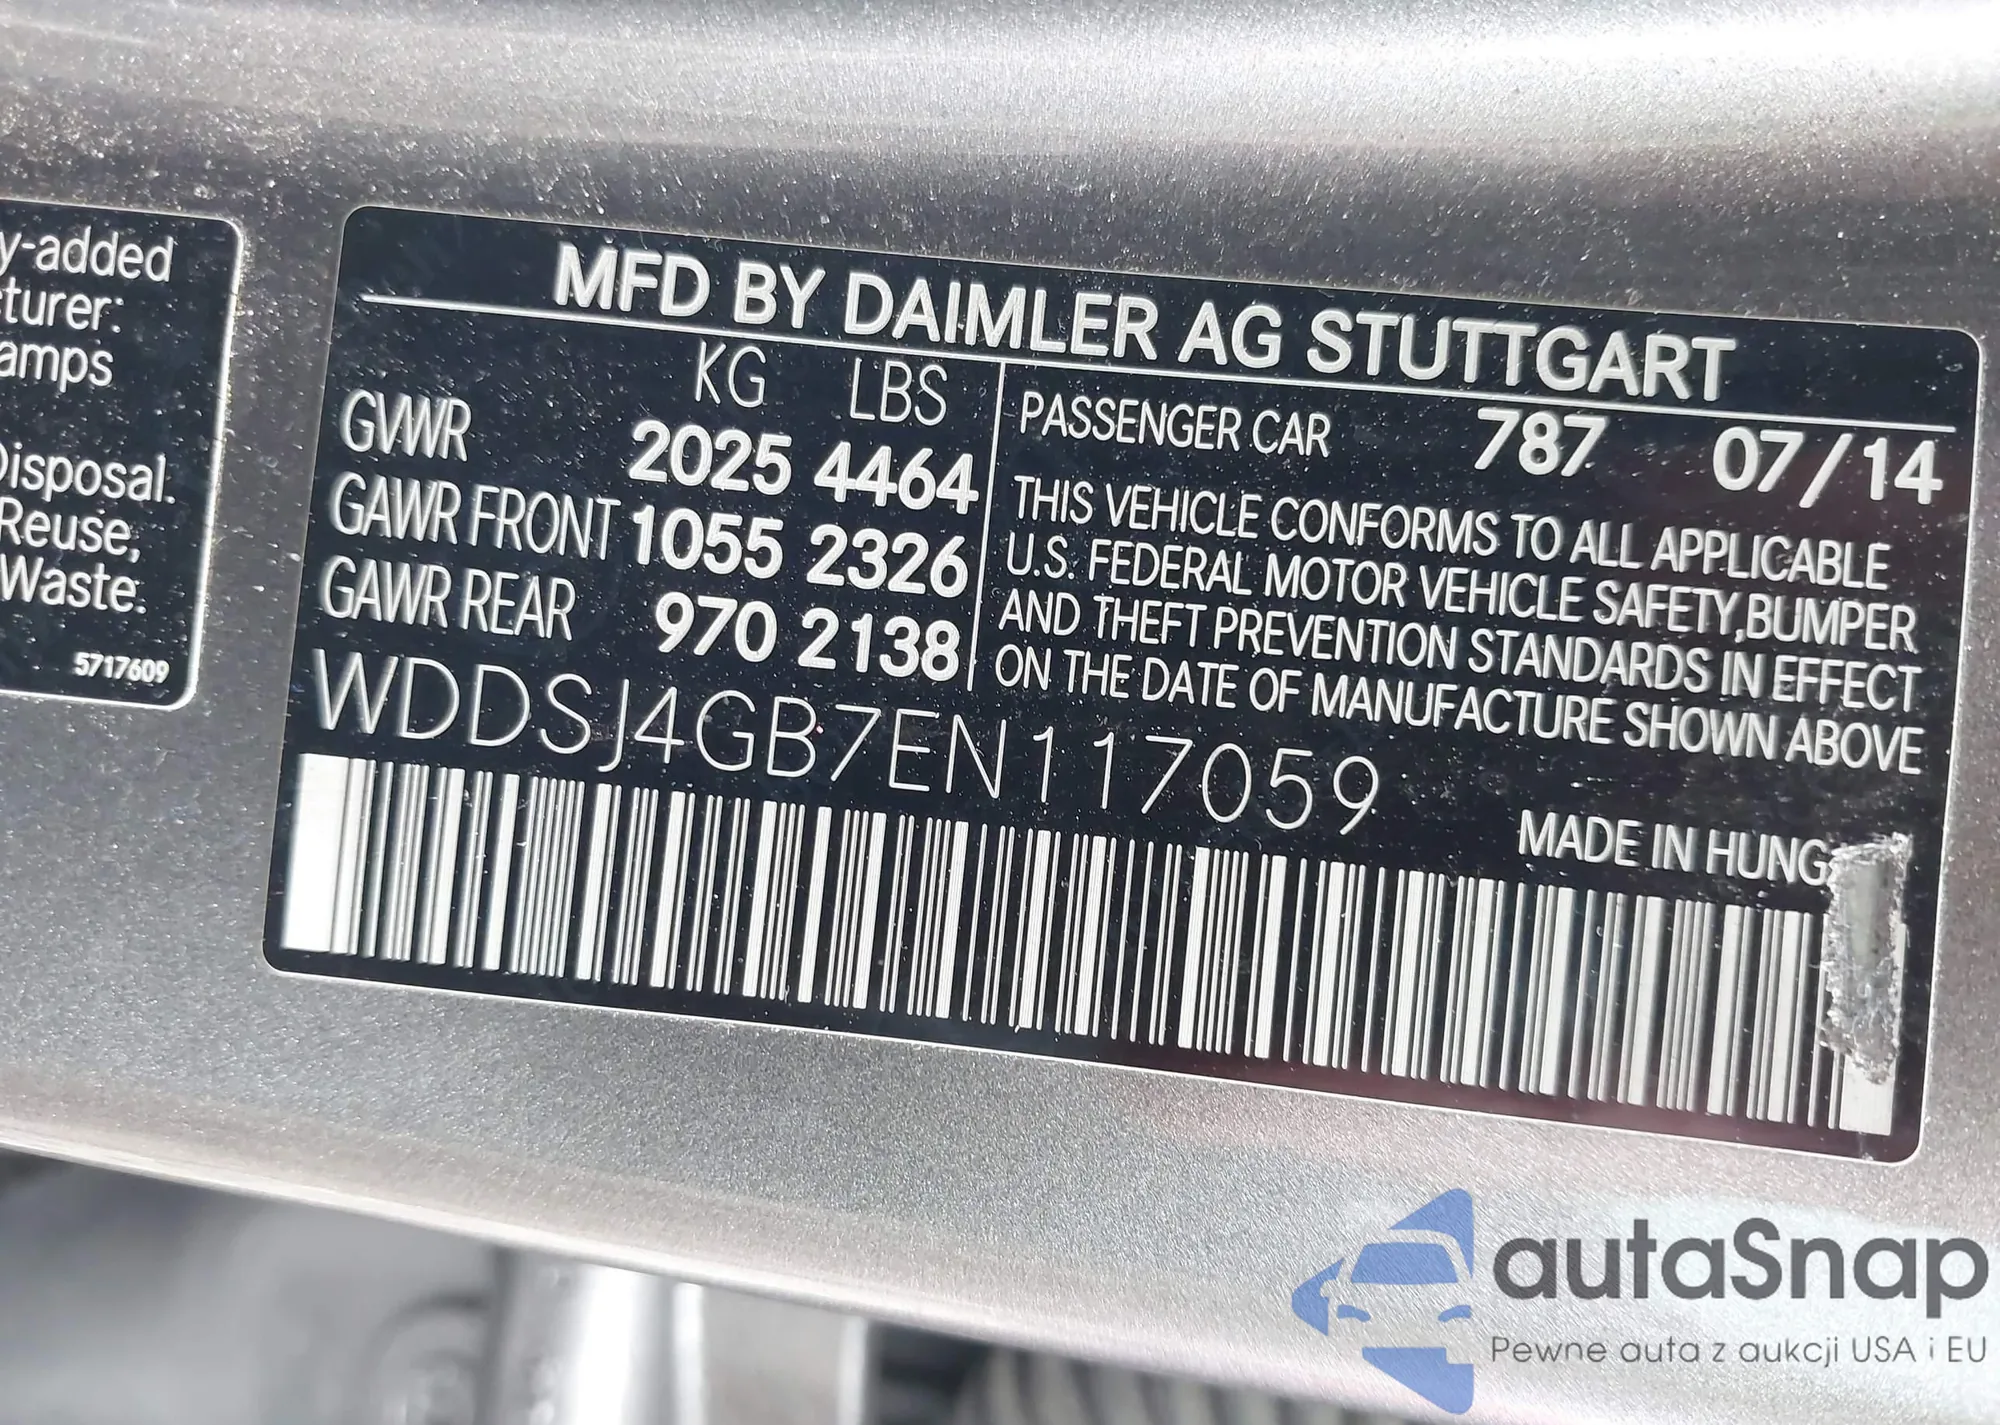 y-added
cturer:
amps
Disposal.
Reuse,
Waste.
5717609
MFD BY DAIMLER AG STUTTGART
KG LBS
GVWR 2025 4464
GAWR FRONT 1055 2326
GAWR REAR 970 2138
PASSENGER CAR 787 07/14
THIS VEHICLE CONFORMS TO ALL APPLICABLE
U.S. FEDERAL MOTOR VEHICLE SAFETY,BUMPER
AND THEFT PREVENTION STANDARDS IN EFFECT
ON THE DATE OF MANUFACTURE SHOWN ABOVE
WDDSJ4GB7EN117059
MADE IN HUNG
autaSnap
Pewne auta z aukcji USA i EU